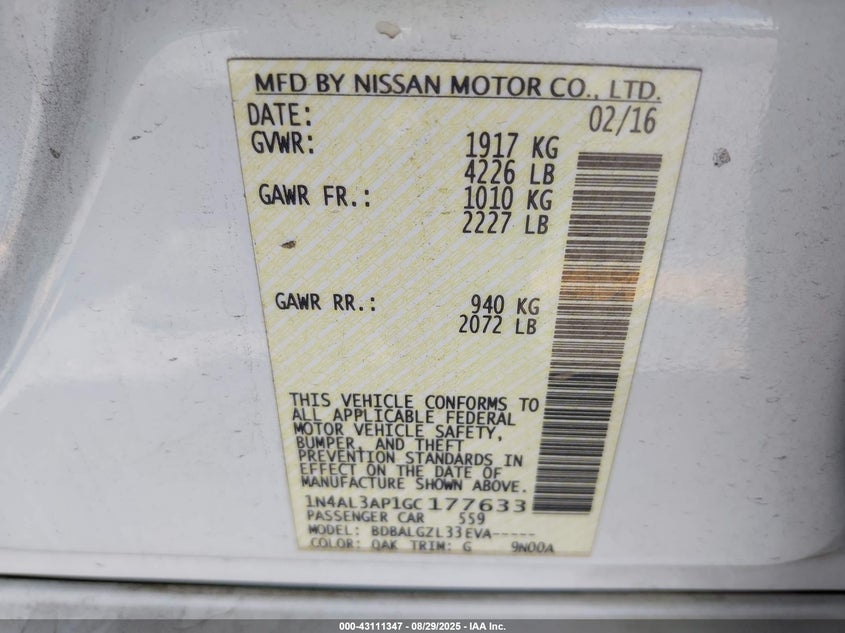 MFD BY NISSAN MOTOR CO., LTD.
DATE: 02/16
GVWR: 1917 KG
4226 LB
GAWR FR.: 1010 KG
2227 LB
GAWR RR.: 940 KG
2072 LB
THIS VEHICLE CONFORMS TO
ALL APPLICABLE FEDERAL
MOTOR VEHICLE SAFETY,
BUMPER, AND THEFT
PREVENTION STANDARDS IN
EFFECT ON THE DATE OF
MANUFACTURE SHOWN ABOVE.
1N4AL3AP1GC177633
PASSENGER CAR 559
MODEL: BDBALGZL33EVA-----
COLOR: QAK TRIM: G 9N00A
000-43111347 | 08/29/2025 - IAA Inc.